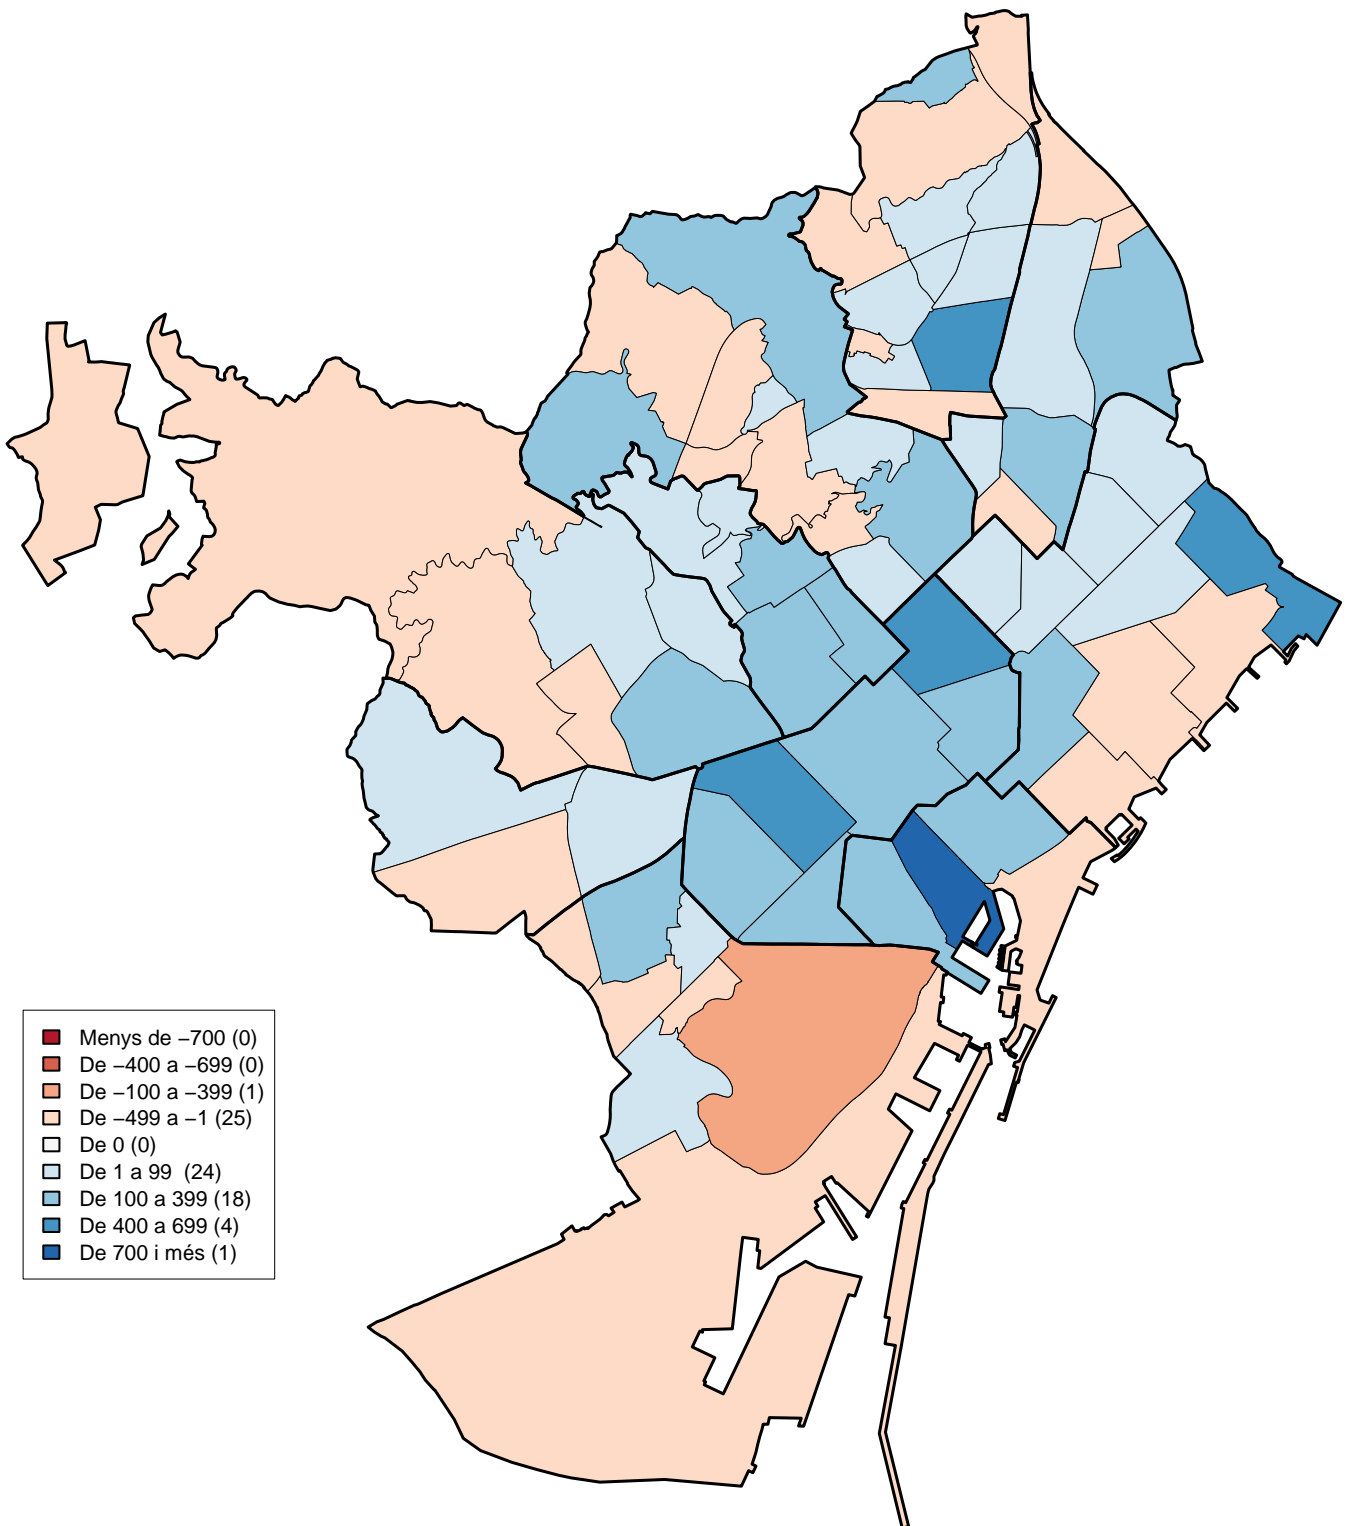 Menys de −700 (0)
De −400 a −699 (0)
De −100 a −399 (1)
De −499 a −1 (25)
De 0 (0)
De 1 a 99 (24)
De 100 a 399 (18)
De 400 a 699 (4)
De 700 i més (1)